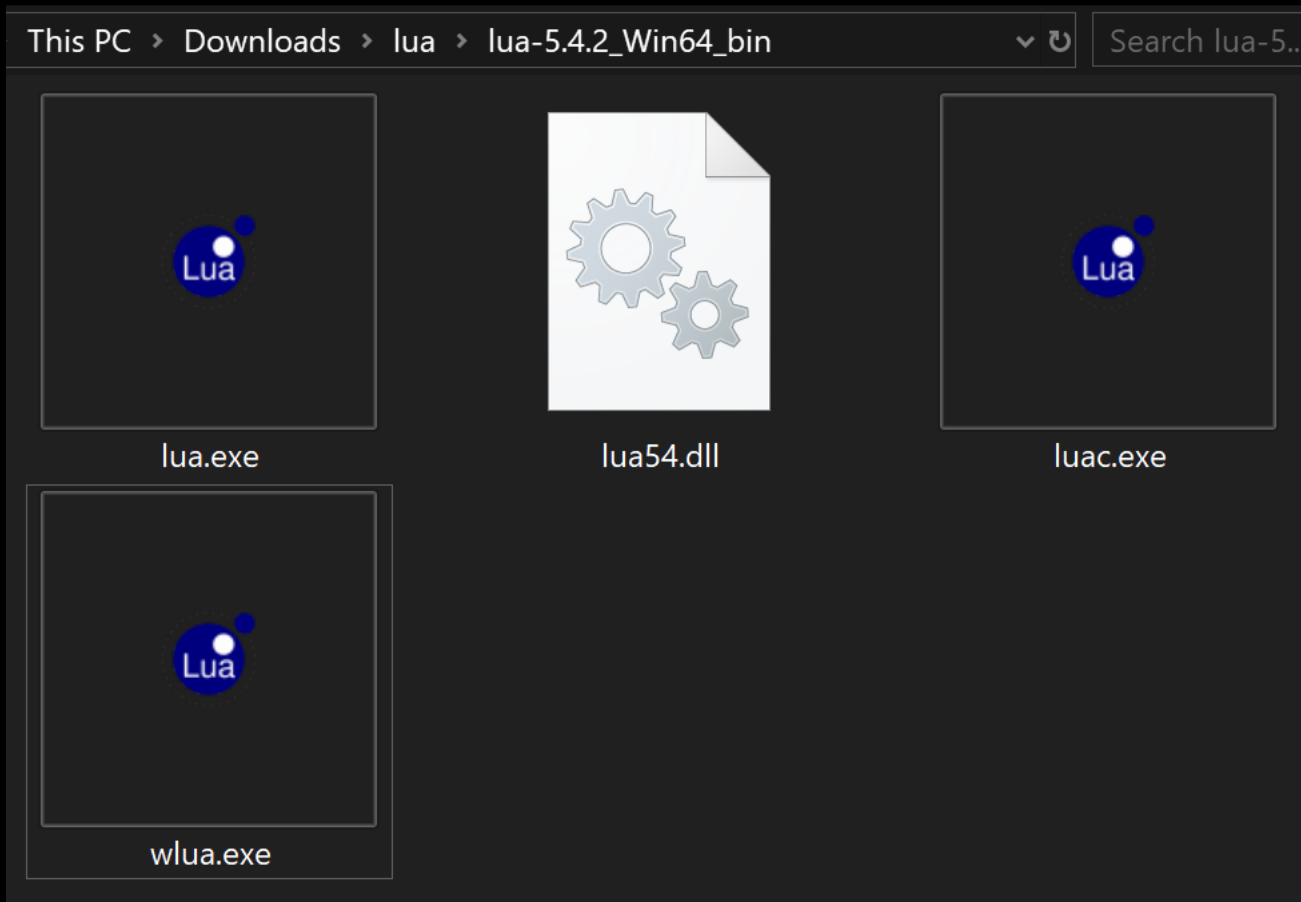 This PC > Downloads > lua > lua-5.4.2_Win64_bin
Search lua-5...
Lua
Lua
lua.exe
lua54.dll
luac.exe
Lua
wlua.exe